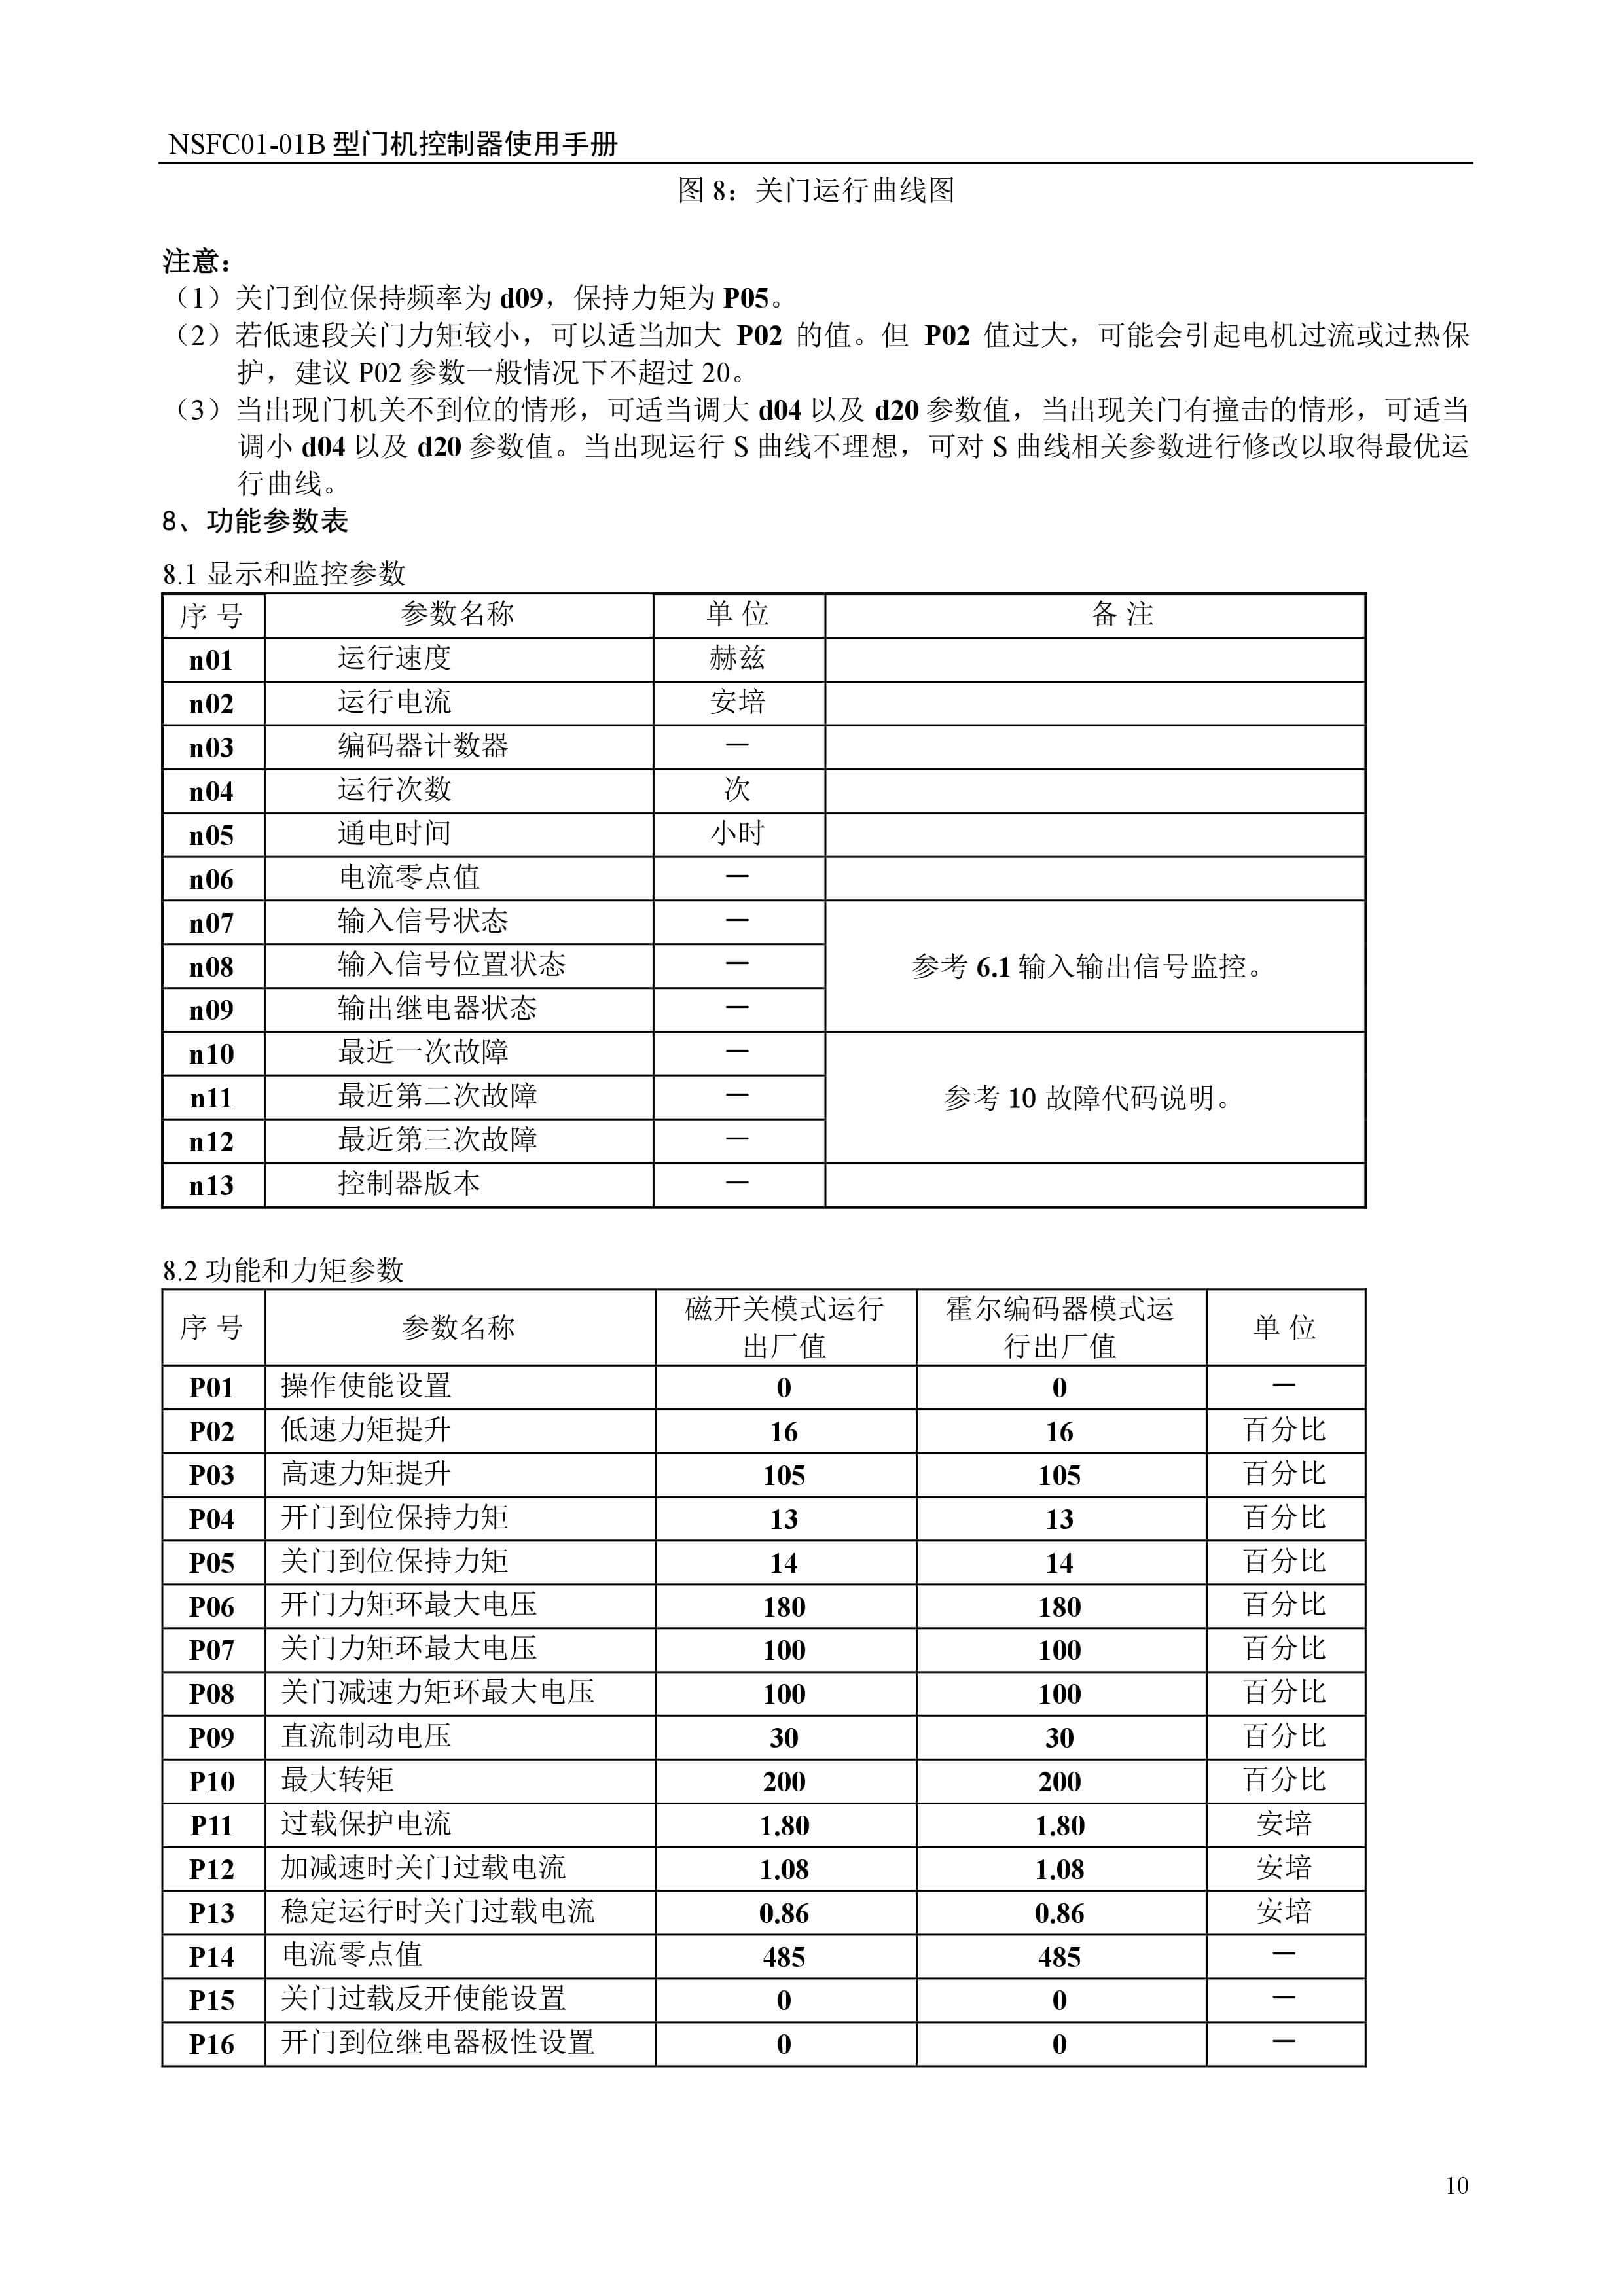 NSFC01-01B 型门机控制器使用手册
图 8：关门运行曲线图
注意：
（1）关门到位保持频率为 d09，保持力矩为 P05。
（2）若低速段关门力矩较小，可以适当加大 P02 的值。但 P02 值过大，可能会引起电机过流或过热保
护，建议 P02 参数一般情况下不超过 20。
（3）当出现门机关不到位的情形，可适当调大 d04 以及 d20 参数值，当出现关门有撞击的情形，可适当
调小 d04 以及 d20 参数值。当出现运行 S 曲线不理想，可对 S 曲线相关参数进行修改以取得最优运
行曲线。
8、功能参数表
8.1 显示和监控参数
序 号 参数名称 单 位 备 注
n01 运行速度 赫兹
n02 运行电流 安培
n03 编码器计数器 －
n04 运行次数 次
n05 通电时间 小时
n06 电流零点值 －
n07 输入信号状态 －
n08 输入信号位置状态 － 参考 6.1 输入输出信号监控。
n09 输出继电器状态 －
n10 最近一次故障 －
n11 最近第二次故障 － 参考 10 故障代码说明。
n12 最近第三次故障 －
n13 控制器版本 －
8.2 功能和力矩参数
序 号 参数名称 磁开关模式运行 霍尔编码器模式运 单 位
出厂值 行出厂值
P01 操作使能设置 0 0 －
P02 低速力矩提升 16 16 百分比
P03 高速力矩提升 105 105 百分比
P04 开门到位保持力矩 13 13 百分比
P05 关门到位保持力矩 14 14 百分比
P06 开门力矩环最大电压 180 180 百分比
P07 关门力矩环最大电压 100 100 百分比
P08 关门减速力矩环最大电压 100 100 百分比
P09 直流制动电压 30 30 百分比
P10 最大转矩 200 200 百分比
P11 过载保护电流 1.80 1.80 安培
P12 加减速时关门过载电流 1.08 1.08 安培
P13 稳定运行时关门过载电流 0.86 0.86 安培
P14 电流零点值 485 485 －
P15 关门过载反开使能设置 0 0 －
P16 开门到位继电器极性设置 0 0 －
10